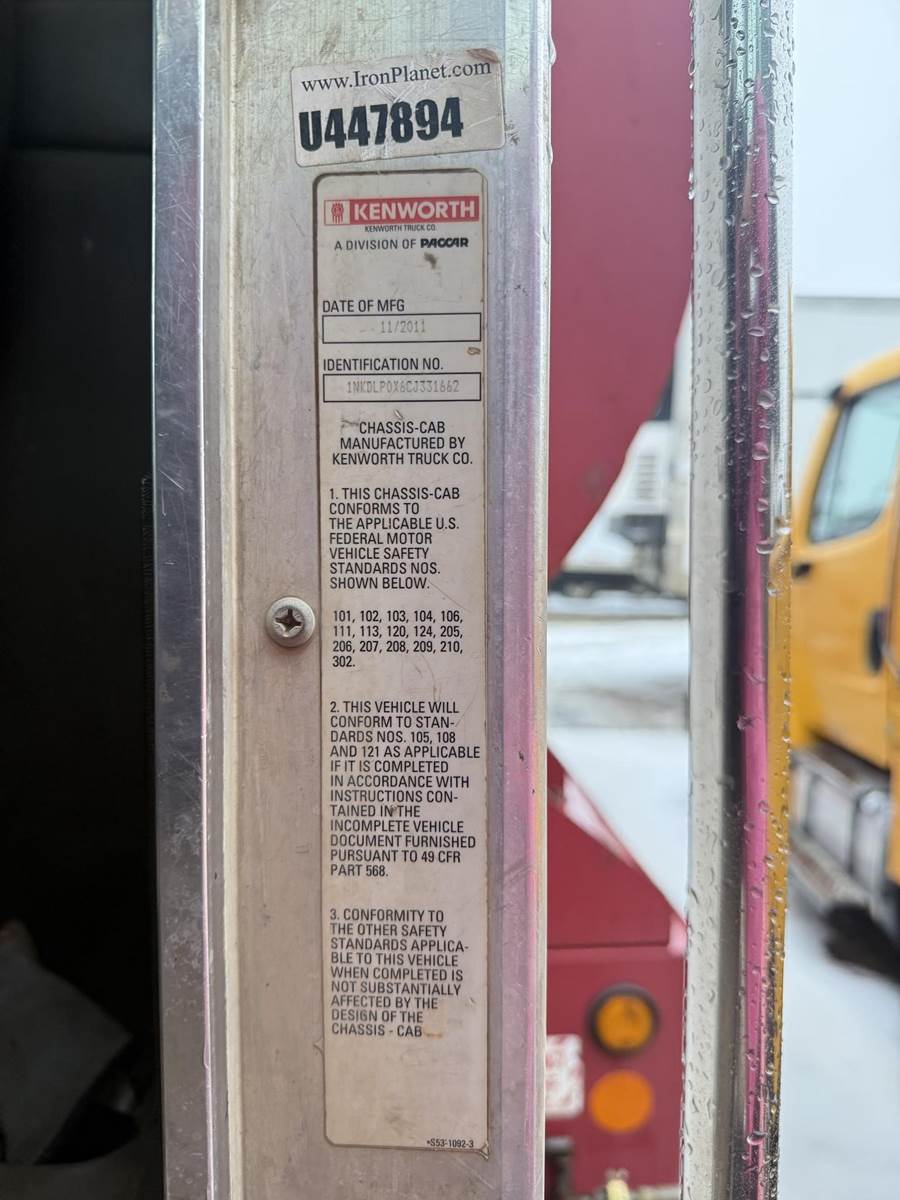 www.IronPlanet.com
U447894
KENWORTH
KENWORTH TRUCK CO.
A DIVISION OF PACCAR
DATE OF MFG
11/2011
IDENTIFICATION NO.
1NKDLP0X6CJ331662
CHASSIS-CAB
MANUFACTURED BY
KENWORTH TRUCK CO.
1. THIS CHASSIS-CAB
CONFORMS TO
THE APPLICABLE U.S.
FEDERAL MOTOR
VEHICLE SAFETY
STANDARDS NOS.
SHOWN BELOW.
101, 102, 103, 104, 106,
111, 113, 120, 124, 205,
206, 207, 208, 209, 210,
302.
2. THIS VEHICLE WILL
CONFORM TO STAN-
DARDS NOS. 105, 108
AND 121 AS APPLICABLE
IF IT IS COMPLETED
IN ACCORDANCE WITH
INSTRUCTIONS CON-
TAINED IN THE
INCOMPLETE VEHICLE
DOCUMENT FURNISHED
PURSUANT TO 49 CFR
PART 568.
3. CONFORMITY TO
THE OTHER SAFETY
STANDARDS APPLICA-
BLE TO THIS VEHICLE
WHEN COMPLETED IS
NOT SUBSTANTIALLY
AFFECTED BY THE
DESIGN OF THE
CHASSIS - CAB
*S53-1092-3